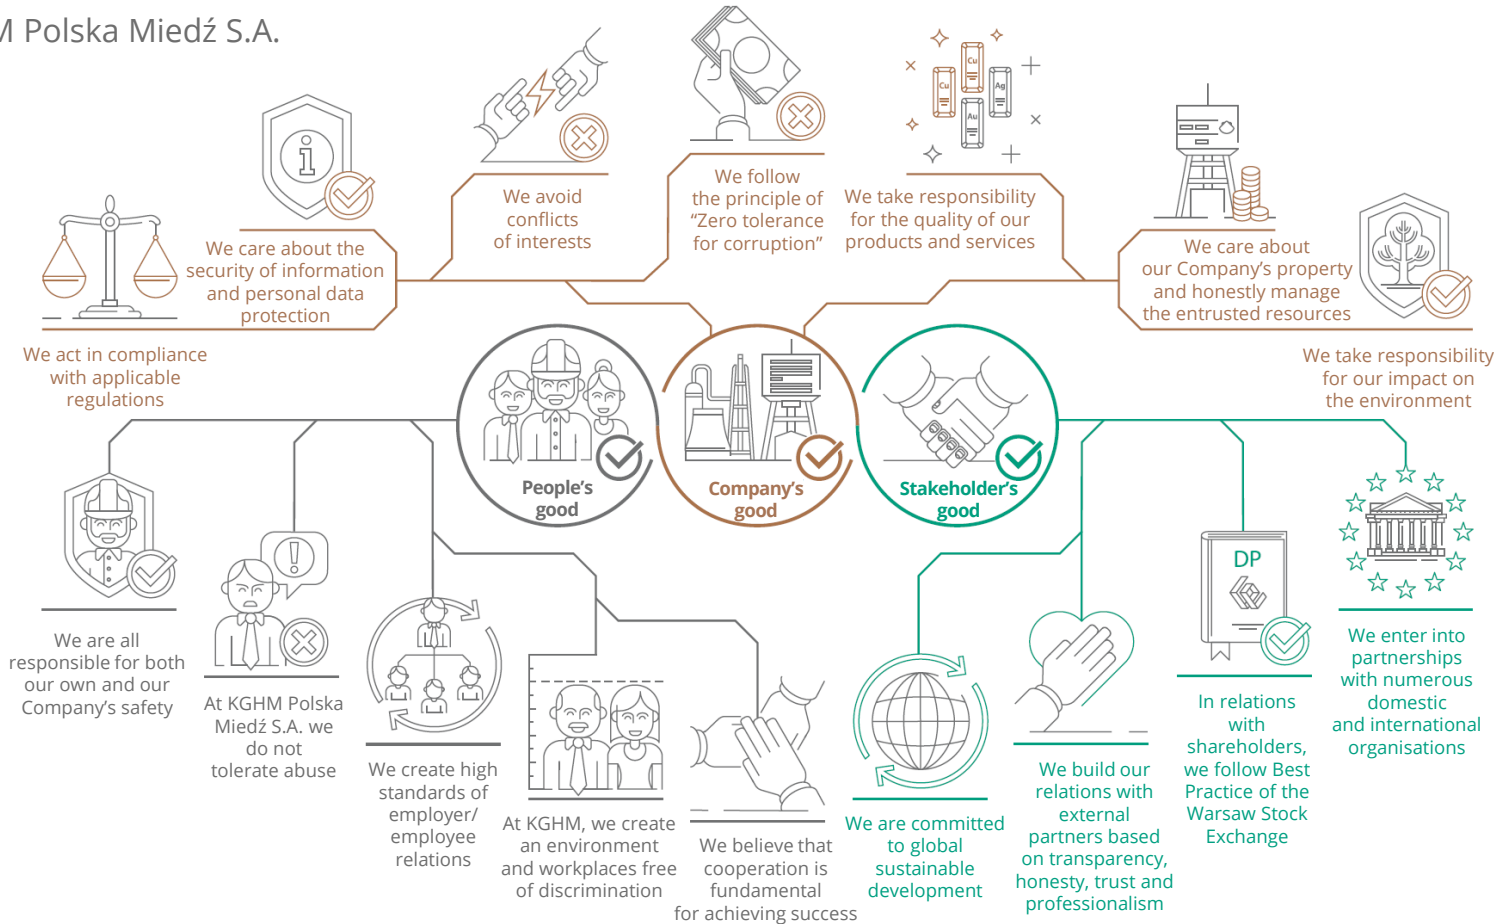 M Polska Miedź S.A.
We act in compliance
with applicable
regulations
We care about the
security of information
and personal data
protection
We avoid
conflicts
of interests
We follow
the principle of
“Zero tolerance
for corruption”
Cu
Cu
Ag
Au
We take responsibility
for the quality of our
products and services
We care about
our Company’s property
and honestly manage
the entrusted resources
We take responsibility
for our impact on
the environment
People’s
good
Company’s
good
Stakeholder’s
good
We are all
responsible for both
our own and our
Company’s safety
At KGHM Polska
Miedź S.A. we
do not
tolerate abuse
We create high
standards of
employer/
employee
relations
At KGHM, we create
an environment
and workplaces free
of discrimination
We believe that
cooperation is
fundamental
for achieving success
We are committed
to global
sustainable
development
We build our
relations with
external
partners based
on transparency,
honesty, trust and
professionalism
DP
In relations
with
shareholders,
we follow Best
Practice of the
Warsaw Stock
Exchange
We enter into
partnerships
with numerous
domestic
and international
organisations